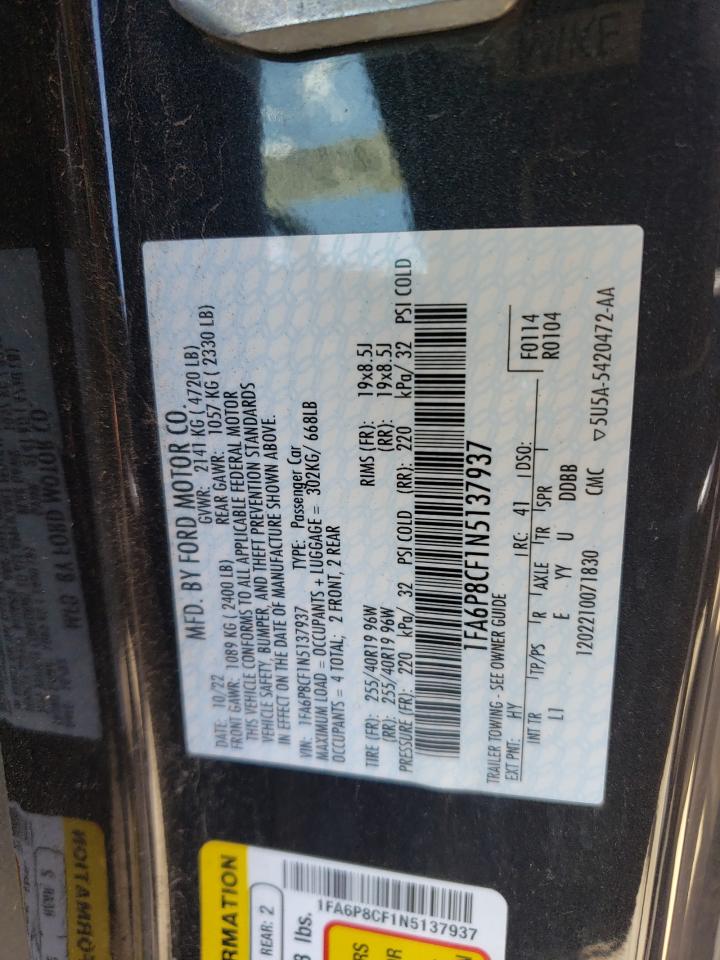 MFD. BY FORD MOTOR CO.
DATE: 10/22 GVWR: 2141 KG ( 4720 LB)
FRONT GAWR: 1089 KG ( 2400 LB) REAR GAWR: 1057 KG ( 2330 LB)
THIS VEHICLE CONFORMS TO ALL APPLICABLE FEDERAL MOTOR
VEHICLE SAFETY, BUMPER, AND THEFT PREVENTION STANDARDS
IN EFFECT ON THE DATE OF MANUFACTURE SHOWN ABOVE.
VIN: 1FA6P8CF1N5137937 TYPE: Passenger Car
MAXIMUM LOAD = OCCUPANTS + LUGGAGE = 302KG/ 668LB
OCCUPANTS = 4 TOTAL; 2 FRONT, 2 REAR
TIRE (FR): 255/40R19 96W RIMS (FR): 19x8.5J
(RR): 255/40R19 96W (RR): 19x8.5J
PRESSURE (FR): 220 kPa/ 32 PSI COLD (RR): 220 kPa/ 32 PSI COLD
1FA6P8CF1N5137937
TRAILER TOWING - SEE OWNER GUIDE
EXT PNT: HY RC: 41 DSO: F0114
R0104
INT TR TP/PS R AXLE TR SPR
L1 E YY U DDBB
1202210071830 CMC ▽5U5A-5420472-AA
RMATION
REAR: 2
lbs.
1FA6P8CF1N5137937